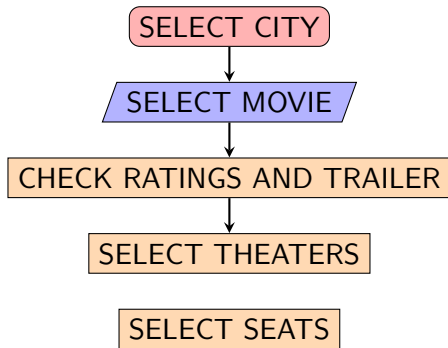 SELECT CITY
SELECT MOVIE
CHECK RATINGS AND TRAILER
SELECT THEATERS
SELECT SEATS